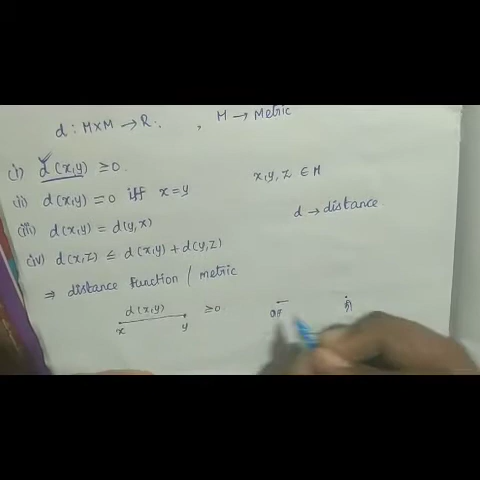 d : M×M → R. , M → Metric
(i) d(x,y) ≥ 0.
(ii) d(x,y) = 0 iff x = y
x,y,z ∈ M
(iii) d(x,y) = d(y,x)
d → distance
(iv) d(x,z) ≤ d(x,y) + d(y,z)
⇒ distance function / metric
d(x,y) ≥ 0
x y